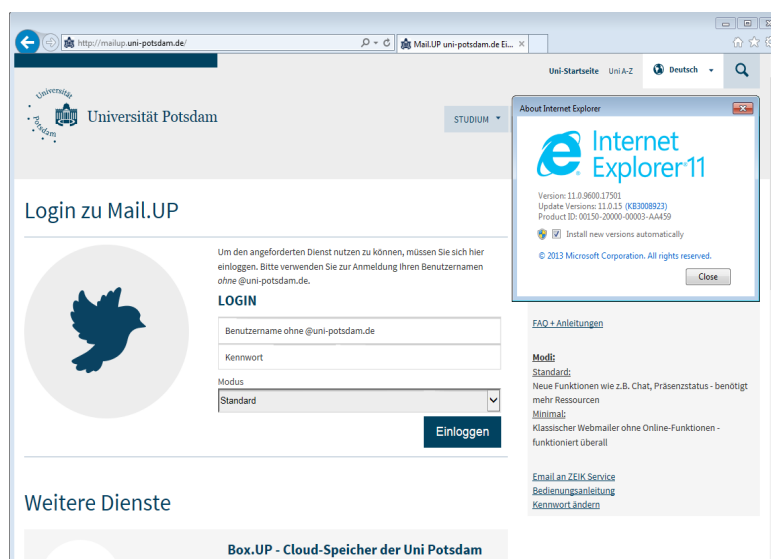 http://mailup.uni-potsdam.de/
Mail.UP uni-potsdam.de Ei...
Uni-Startseite Uni A-Z Deutsch
Universität Potsdam
Universität Potsdam
STUDIUM
About Internet Explorer
Internet
Explorer 11
Version: 11.0.9600.17501
Update Versions: 11.0.15 (KB3008923)
Product ID: 00150-20000-00003-AA459
Install new versions automatically
© 2013 Microsoft Corporation. All rights reserved.
Close
Login zu Mail.UP
Um den angeforderten Dienst nutzen zu können, müssen Sie sich hier
einloggen. Bitte verwenden Sie zur Anmeldung Ihren Benutzernamen
ohne @uni-potsdam.de.
LOGIN
Benutzername ohne @uni-potsdam.de
Kennwort
Modus
Standard
Einloggen
FAQ + Anleitungen
Modi:
Standard:
Neue Funktionen wie z.B. Chat, Präsenzstatus - benötigt
mehr Ressourcen
Minimal:
Klassischer Webmailer ohne Online-Funktionen -
funktioniert überall
Email an ZEIK Service
Bedienungsanleitung
Kennwort ändern
Weitere Dienste
Box.UP - Cloud-Speicher der Uni Potsdam